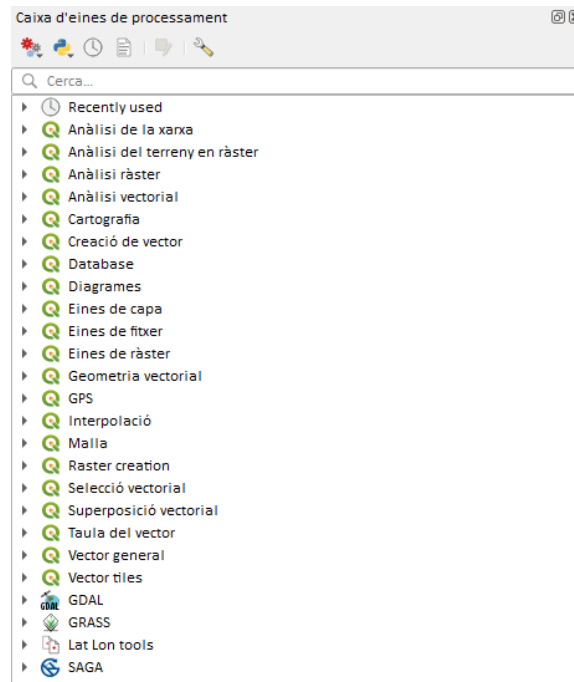 Caixa d'eines de processament
Cerca...
Recently used
Anàlisi de la xarxa
Anàlisi del terreny en ràster
Anàlisi ràster
Anàlisi vectorial
Cartografia
Creació de vector
Database
Diagrames
Eines de capa
Eines de fitxer
Eines de ràster
Geometria vectorial
GPS
Interpolació
Malla
Raster creation
Selecció vectorial
Superposició vectorial
Taula del vector
Vector general
Vector tiles
GDAL GDAL
GRASS
Lat Lon tools
SAGA